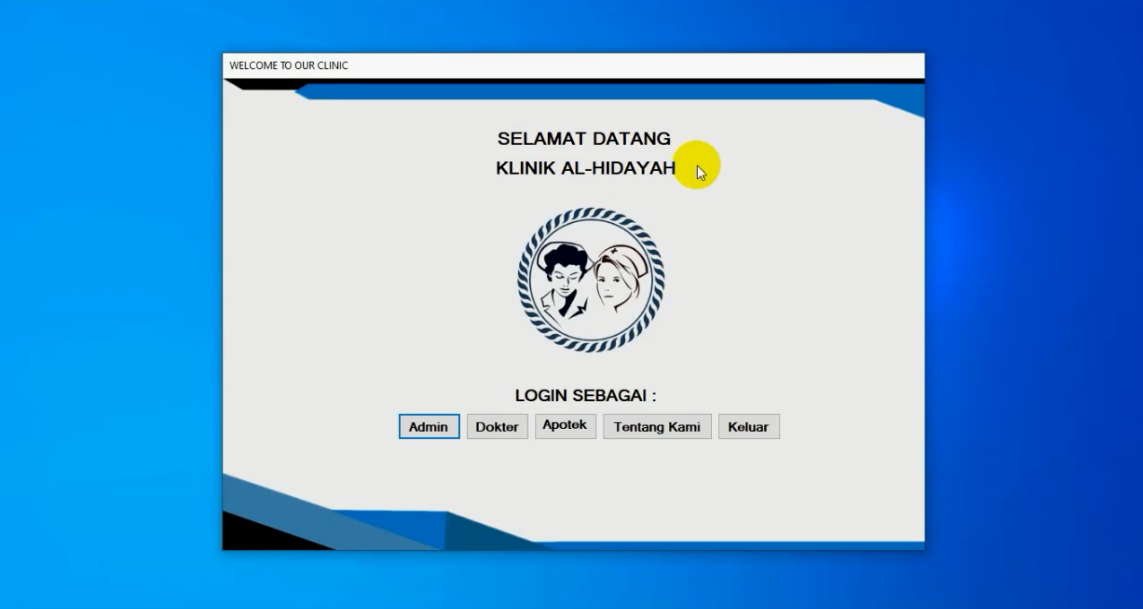 WELCOME TO OUR CLINIC
SELAMAT DATANG
KLINIK AL-HIDAYAH
LOGIN SEBAGAI :
Admin Dokter Apotek Tentang Kami Keluar